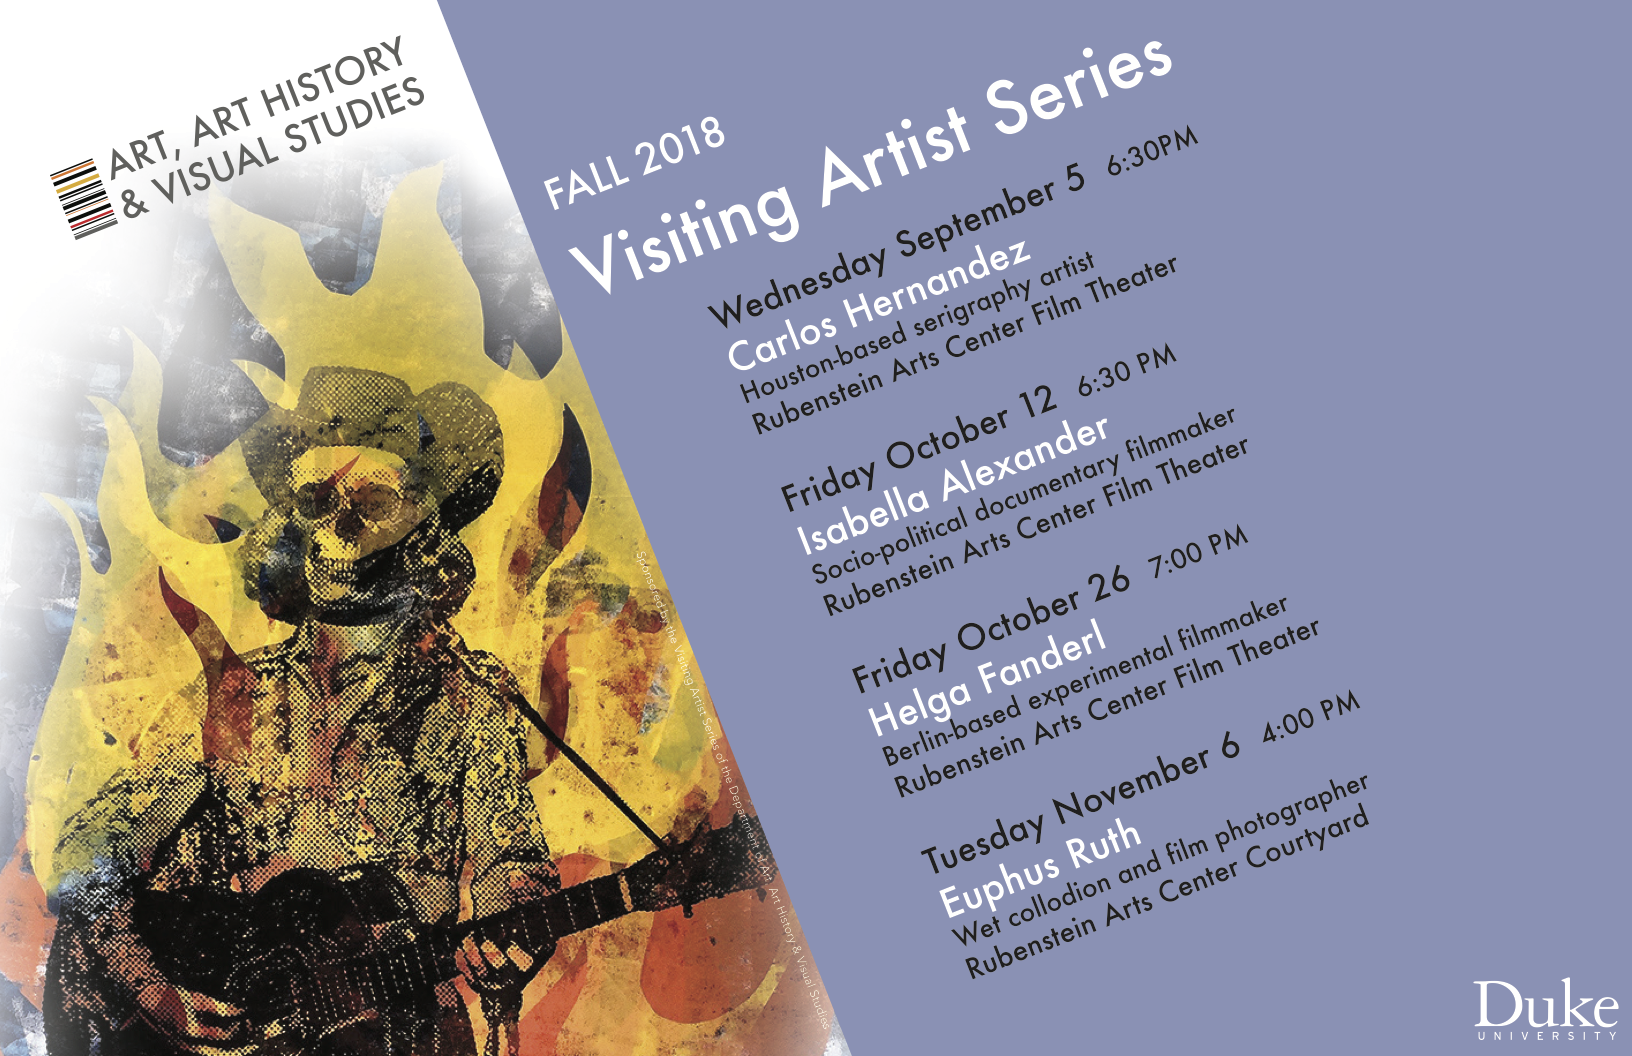 ART, ART HISTORY
& VISUAL STUDIES
FALL 2018
Visiting Artist Series
Wednesday September 5 6:30PM
Carlos Hernandez
Houston-based serigraphy artist
Rubenstein Arts Center Film Theater
Friday October 12 6:30 PM
Isabella Alexander
Socio-political documentary filmmaker
Rubenstein Arts Center Film Theater
Friday October 26 7:00 PM
Helga Fanderl
Berlin-based experimental filmmaker
Rubenstein Arts Center Film Theater
Tuesday November 6 4:00 PM
Euphus Ruth
Wet collodion and film photographer
Rubenstein Arts Center Courtyard
Sponsored by the Visiting Artist Series of the Department of Art, Art History & Visual Studies
Duke
UNIVERSITY